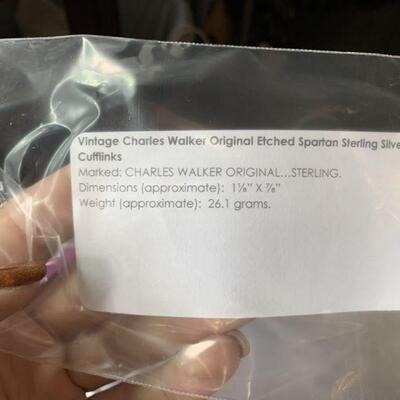 Vintage Charles Walker Original Etched Spartan Sterling Silve
Cufflinks
Marked: CHARLES WALKER ORIGINAL...STERLING.
Dimensions (approximate): 1⅛" X ⅞"
Weight (approximate): 26.1 grams.